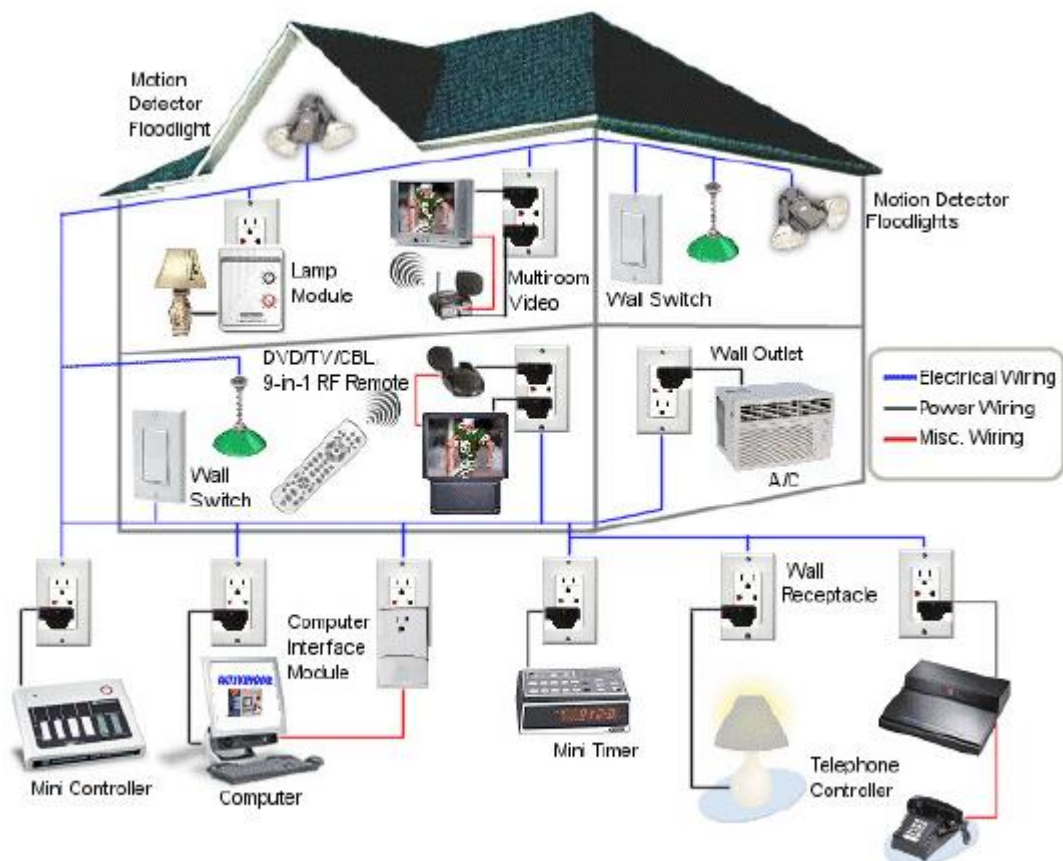 Motion
Detector
Floodlight
Motion Detector
Floodlights
Lamp
Module
Multiroom
Video
Wall Switch
DVD/TV/CBL
9-in-1 RF Remote
Wall Outlet
Electrical Wiring
Power Wiring
Misc. Wiring
Wall
Switch
A/C
Computer
Interface
Module
Wall
Receptacle
ACTIVEHOME
Mini Controller
Computer
Mini Timer
Telephone
Controller